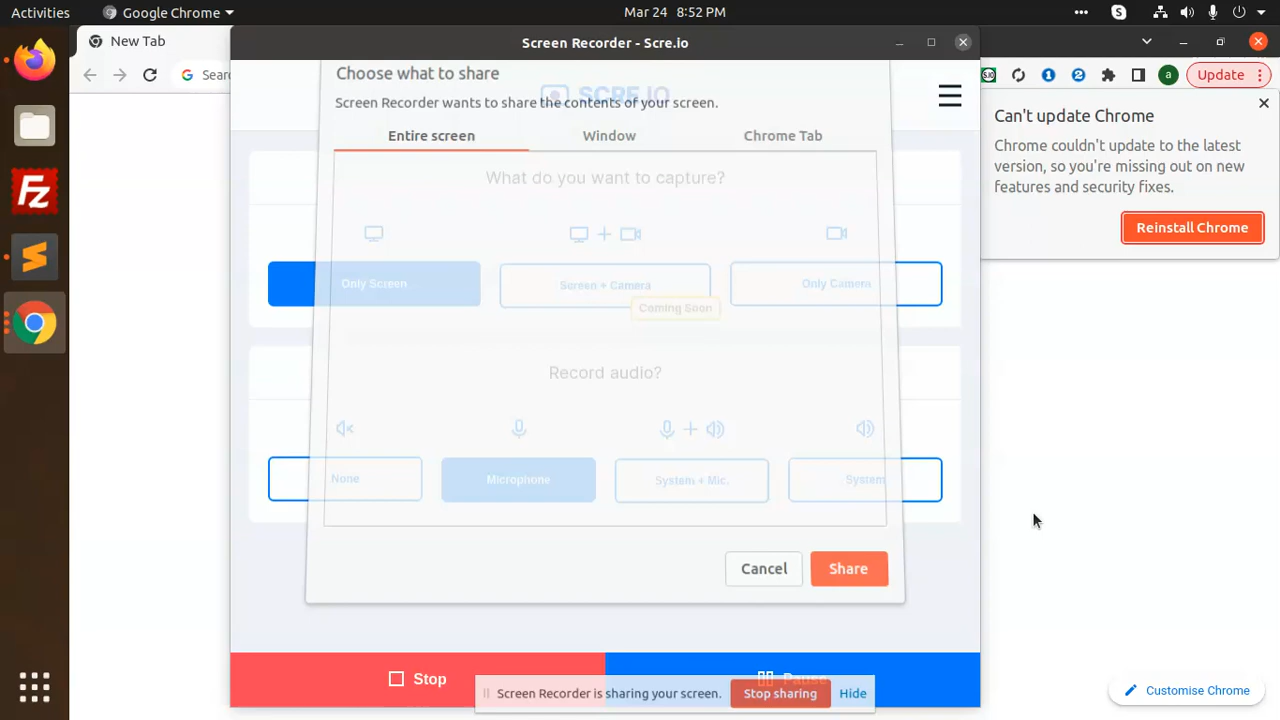 Activities
Google Chrome
Mar 24 8:52 PM
New Tab
Sear
Screen Recorder - Scre.io
Update
Choose what to share
SCRE.IO
Screen Recorder wants to share the contents of your screen.
Entire screen
Window
Chrome Tab
Can't update Chrome
Chrome couldn't update to the latest
version, so you're missing out on new
features and security fixes.
Reinstall Chrome
What do you want to capture?
Only Screen
Screen + Camera
Only Camera
Coming Soon
Record audio?
None
Microphone
System + Mic.
System
Cancel
Share
Stop
Pause
Screen Recorder is sharing your screen.
Stop sharing
Hide
Customise Chrome